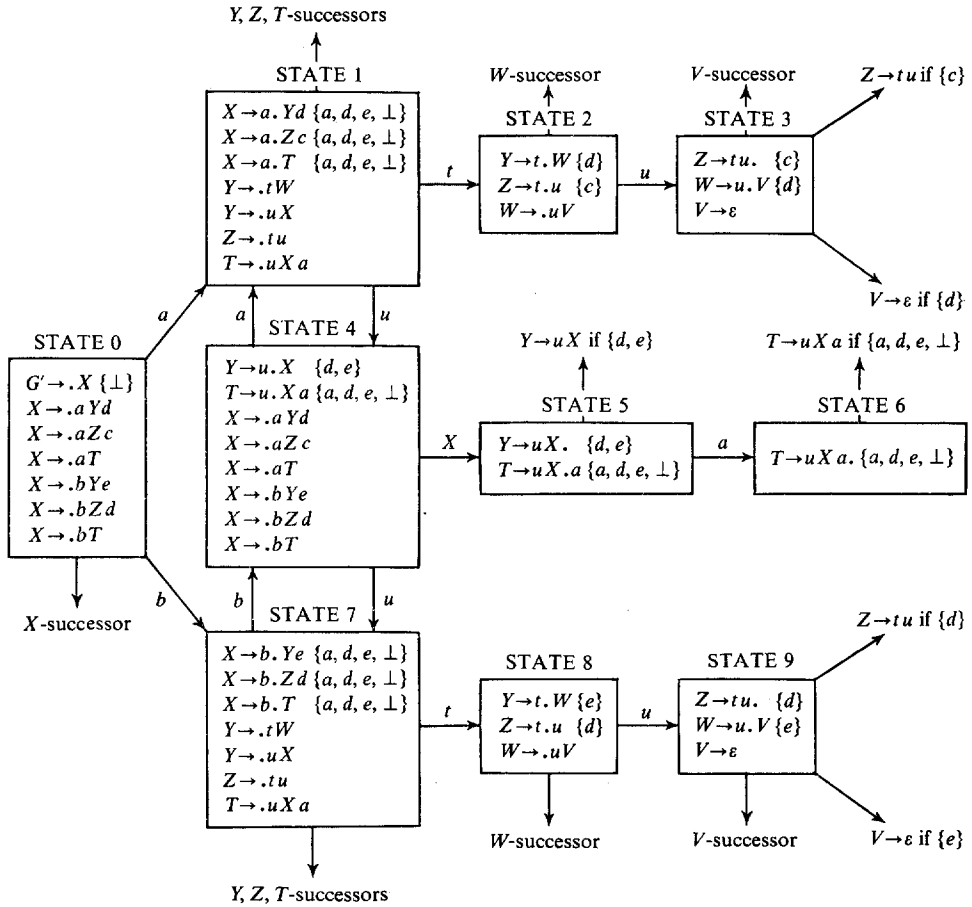 Y, Z, T-successors
STATE 1
X→a.Yd {a, d, e, ⊥}
X→a.Zc {a, d, e, ⊥}
X→a.T {a, d, e, ⊥}
Y→.tW
Y→.uX
Z→.tu
T→.uXa
t
W-successor
STATE 2
Y→t.W {d}
Z→t.u {c}
W→.uV
u
V-successor
STATE 3
Z→tu. {c}
W→u.V {d}
V→ε
Z→tu if {c}
V→ε if {d}
a
a
u
STATE 0
G′→.X {⊥}
X→.aYd
X→.aZc
X→.aT
X→.bYe
X→.bZd
X→.bT
X-successor
STATE 4
Y→u.X {d, e}
T→u.Xa {a, d, e, ⊥}
X→.aYd
X→.aZc
X→.aT
X→.bYe
X→.bZd
X→.bT
X
Y→uX if {d, e}
STATE 5
Y→uX. {d, e}
T→uX.a {a, d, e, ⊥}
a
T→uXa if {a, d, e, ⊥}
STATE 6
T→uXa. {a, d, e, ⊥}
b
b
u
STATE 7
X→b.Ye {a, d, e, ⊥}
X→b.Zd {a, d, e, ⊥}
X→b.T {a, d, e, ⊥}
Y→.tW
Y→.uX
Z→.tu
T→.uXa
Y, Z, T-successors
t
STATE 8
Y→t.W {e}
Z→t.u {d}
W→.uV
W-successor
u
STATE 9
Z→tu. {d}
W→u.V {e}
V→ε
V-successor
Z→tu if {d}
V→ε if {e}